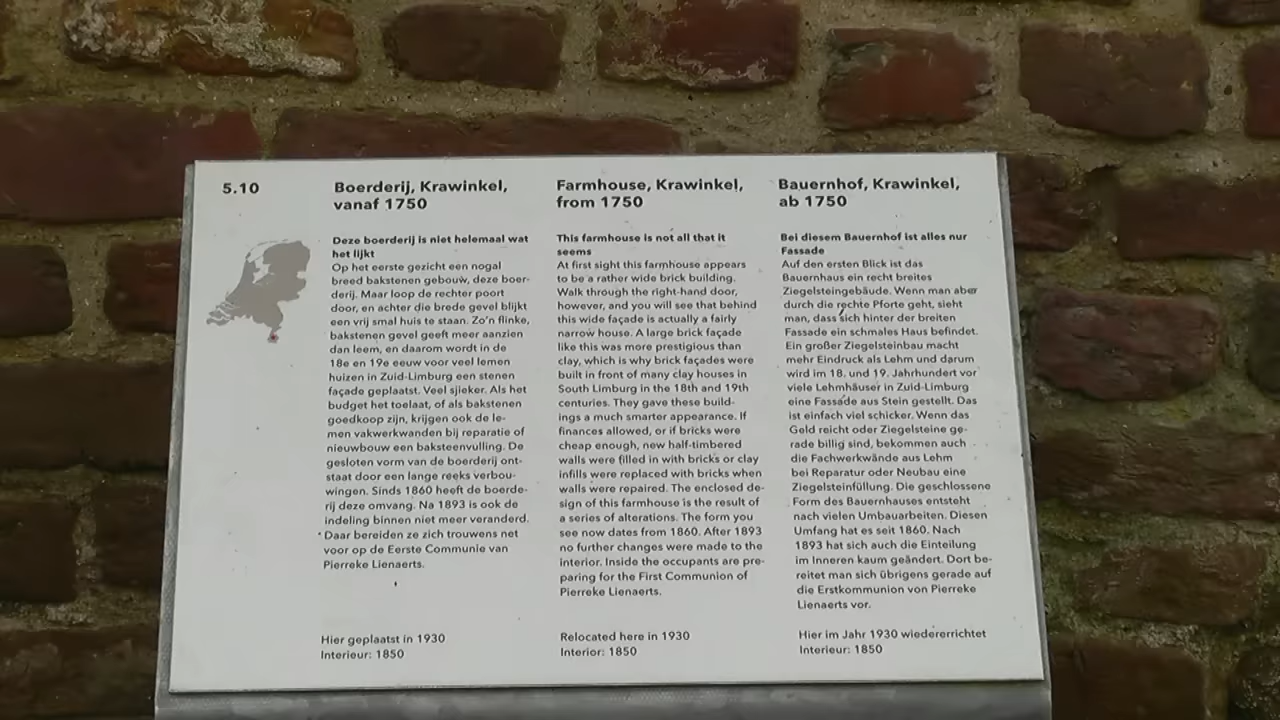 5.10
Boerderij, Krawinkel,
vanaf 1750
Deze boerderij is niet helemaal wat
het lijkt
Op het eerste gezicht een nogal
breed bakstenen gebouw, deze boer-
derij. Maar loop de rechter poort
door, en achter die brede gevel blijkt
een vrij smal huis te staan. Zo'n flinke,
bakstenen gevel geeft meer aanzien
dan leem, en daarom wordt in de
18e en 19e eeuw voor veel lemen
huizen in Zuid-Limburg een stenen
façade geplaatst. Veel sjieker. Als het
budget het toelaat, of als bakstenen
goedkoop zijn, krijgen ook de le-
men vakwerkwanden bij reparatie of
nieuwbouw een baksteenvulling. De
gesloten vorm van de boerderij ont-
staat door een lange reeks verbou-
wingen. Sinds 1860 heeft de boerde-
rij deze omvang. Na 1893 is ook de
indeling binnen niet meer veranderd.
Daar bereiden ze zich trouwens net
voor op de Eerste Communie van
Pierreke Lienaerts.
Hier geplaatst in 1930
Interieur: 1850
Farmhouse, Krawinkel,
from 1750
This farmhouse is not all that it
seems
At first sight this farmhouse appears
to be a rather wide brick building.
Walk through the right-hand door,
however, and you will see that behind
this wide façade is actually a fairly
narrow house. A large brick façade
like this was more prestigious than
clay, which is why brick façades were
built in front of many clay houses in
South Limburg in the 18th and 19th
centuries. They gave these build-
ings a much smarter appearance. If
finances allowed, or if bricks were
cheap enough, new half-timbered
walls were filled in with bricks or clay
infills were replaced with bricks when
walls were repaired. The enclosed de-
sign of this farmhouse is the result of
a series of alterations. The form you
see now dates from 1860. After 1893
no further changes were made to the
interior. Inside the occupants are pre-
paring for the First Communion of
Pierreke Lienaerts.
Relocated here in 1930
Interior: 1850
Bauernhof, Krawinkel,
ab 1750
Bei diesem Bauernhof ist alles nur
Fassade
Auf den ersten Blick ist das
Bauernhaus ein recht breites
Ziegelsteingebäude. Wenn man aber
durch die rechte Pforte geht, sieht
man, dass sich hinter der breiten
Fassade ein schmales Haus befindet.
Ein großer Ziegelsteinbau macht
mehr Eindruck als Lehm und darum
wird im 18. und 19. Jahrhundert vor
viele Lehmhäuser in Zuid-Limburg
eine Fassade aus Stein gestellt. Das
ist einfach viel schicker. Wenn das
Geld reicht oder Ziegelsteine ge-
rade billig sind, bekommen auch
die Fachwerkwände aus Lehm
bei Reparatur oder Neubau eine
Ziegelsteinfüllung. Die geschlossene
Form des Bauernhauses entsteht
nach vielen Umbauarbeiten. Diesen
Umfang hat es seit 1860. Nach
1893 hat sich auch die Einteilung
im Inneren kaum geändert. Dort be-
reitet man sich übrigens gerade auf
die Erstkommunion von Pierreke
Lienaerts vor.
Hier im Jahr 1930 wiedererrichtet
Interieur: 1850